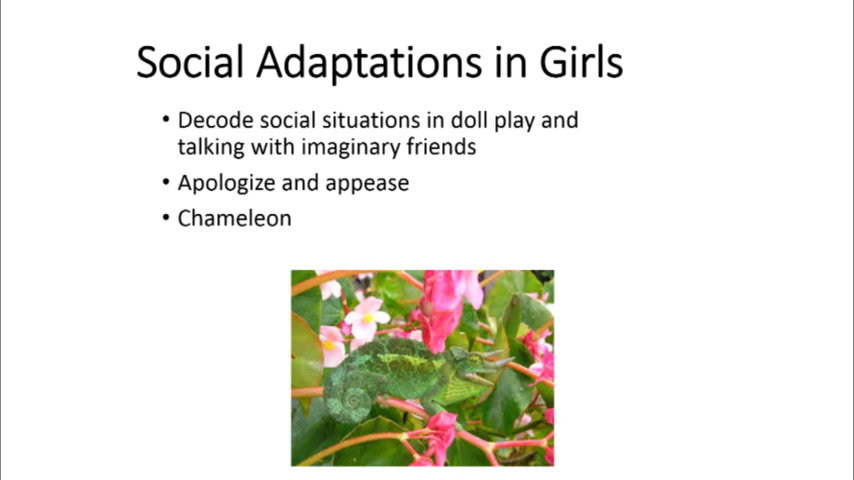 Social Adaptations in Girls
• Decode social situations in doll play and
talking with imaginary friends
• Apologize and appease
• Chameleon